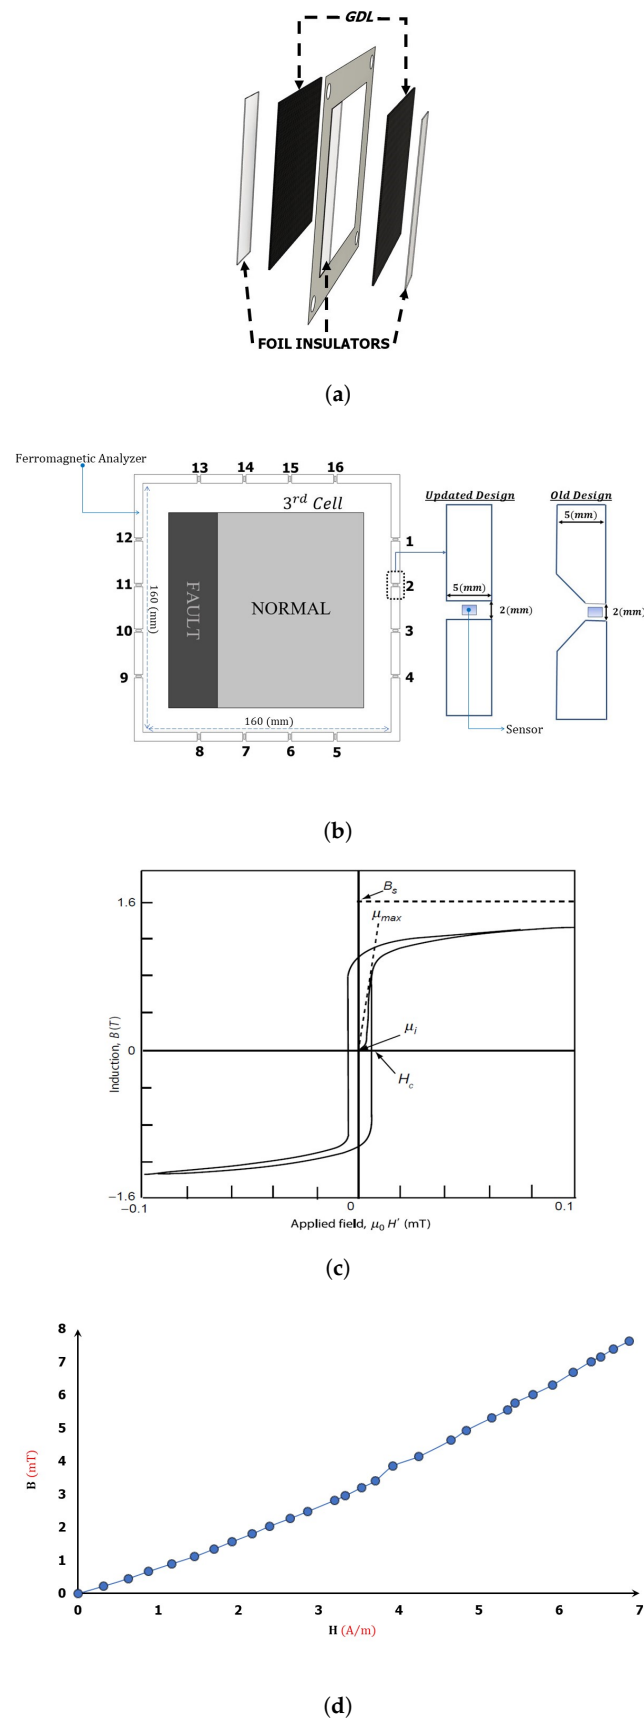 GDL
FOIL INSULATORS
(a)
Ferromagnetic Analyzer
13 14 15 16
3rd Cell
Updated Design
Old Design
12
1
5(mm)
11
2
5(mm)
160 (mm)
FAULT
NORMAL
2(mm)
2(mm)
10
3
9
4
160 (mm)
Sensor
8 7 6 5
(b)
Bs
1.6
μmax
Induction, B(T)
μi
0
Hc
−1.6
−0.1
0
0.1
Applied field, μ0 H′ (mT)
(c)
8
7
6
5
4
3
2
1
0
B (mT)
0 1 2 3 4 5 6 7
H (A/m)
(d)